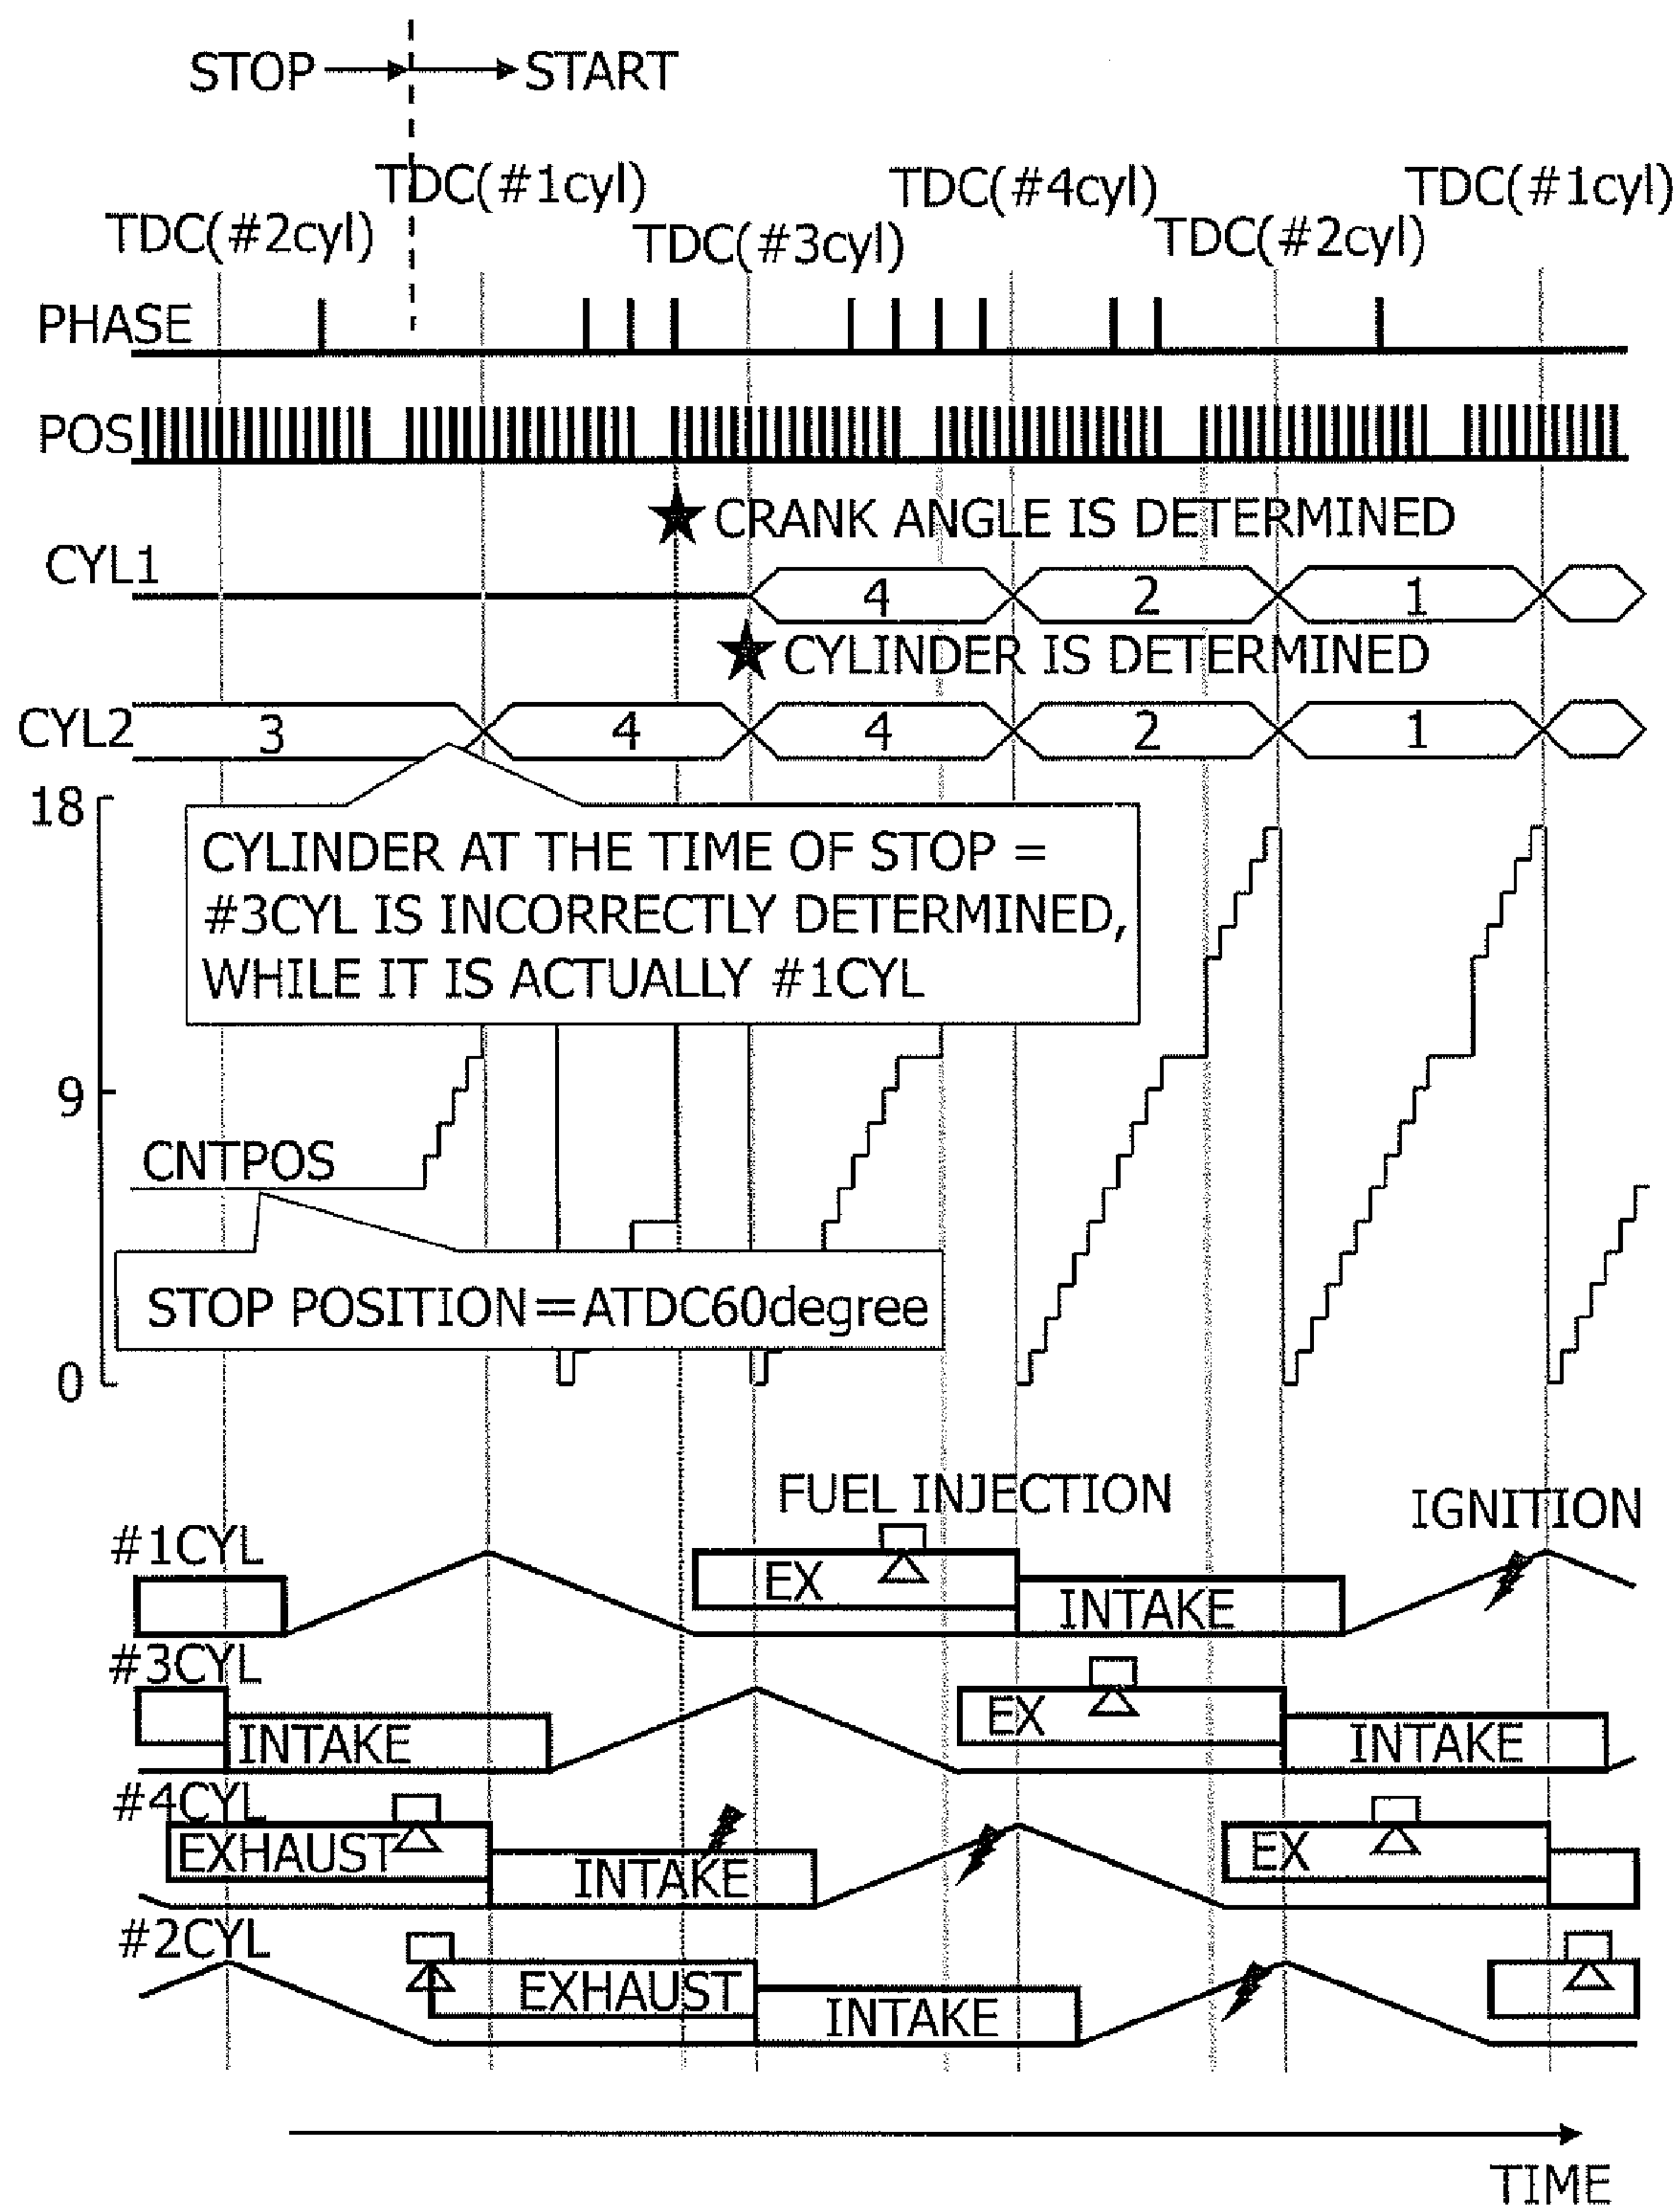 STOP START
TDC(#1cyl) TDC(#4cyl) TDC(#1cyl)
TDC(#2cyl) TDC(#3cyl) TDC(#2cyl)
PHASE
POS
CRANK ANGLE IS DETERMINED
CYL1
4 2 1
CYLINDER IS DETERMINED
CYL2 3 4 4 2 1
18
CYLINDER AT THE TIME OF STOP =
#3CYL IS INCORRECTLY DETERMINED,
WHILE IT IS ACTUALLY #1CYL
9
CNTPOS
STOP POSITION=ATDC60degree
0
FUEL INJECTION IGNITION
#1CYL
EX INTAKE
#3CYL
INTAKE EX INTAKE
#4CYL
EXHAUST INTAKE EX
#2CYL
EXHAUST INTAKE
TIME